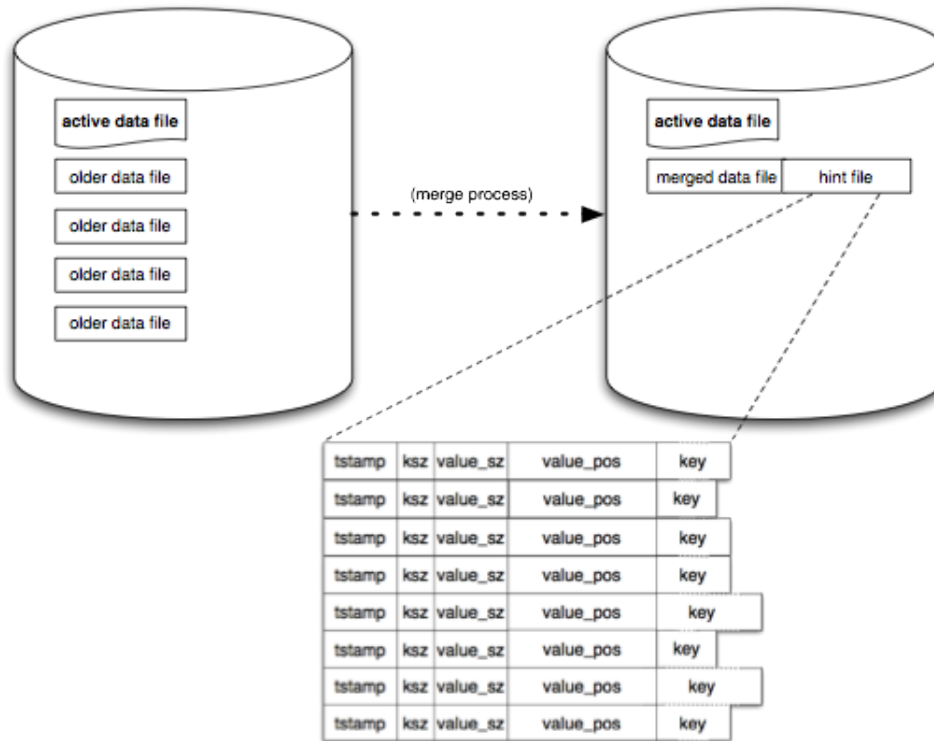 active data file
older data file
older data file
older data file
older data file
(merge process)
active data file
merged data file hint file
tstamp ksz value_sz value_pos key
tstamp ksz value_sz value_pos key
tstamp ksz value_sz value_pos key
tstamp ksz value_sz value_pos key
tstamp ksz value_sz value_pos key
tstamp ksz value_sz value_pos key
tstamp ksz value_sz value_pos key
tstamp ksz value_sz value_pos key